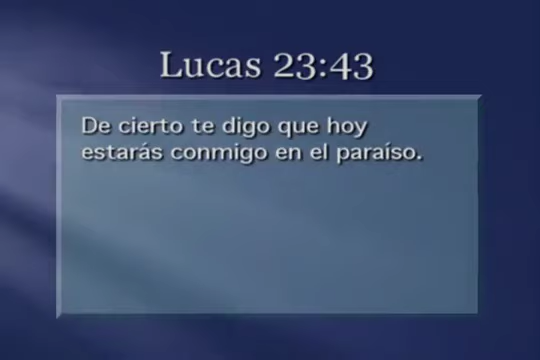 Lucas 23:43
De cierto te digo que hoy
estarás conmigo en el paraíso.